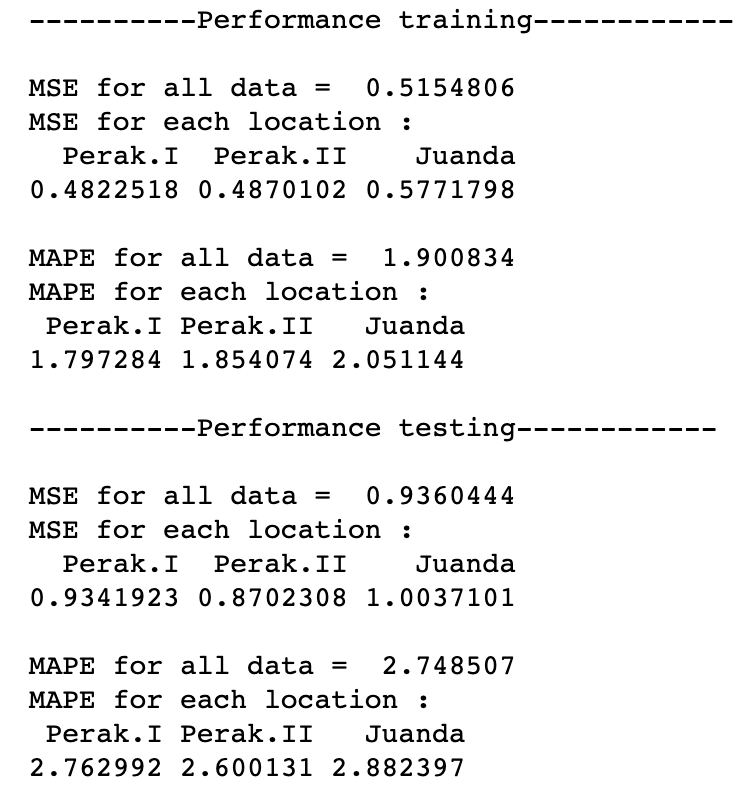 ----------Performance training------------
MSE for all data =  0.5154806
MSE for each location :
  Perak.I  Perak.II    Juanda
0.4822518 0.4870102 0.5771798
MAPE for all data =  1.900834
MAPE for each location :
 Perak.I Perak.II   Juanda
1.797284 1.854074 2.051144
----------Performance testing------------
MSE for all data =  0.9360444
MSE for each location :
  Perak.I  Perak.II    Juanda
0.9341923 0.8702308 1.0037101
MAPE for all data =  2.748507
MAPE for each location :
 Perak.I Perak.II   Juanda
2.762992 2.600131 2.882397